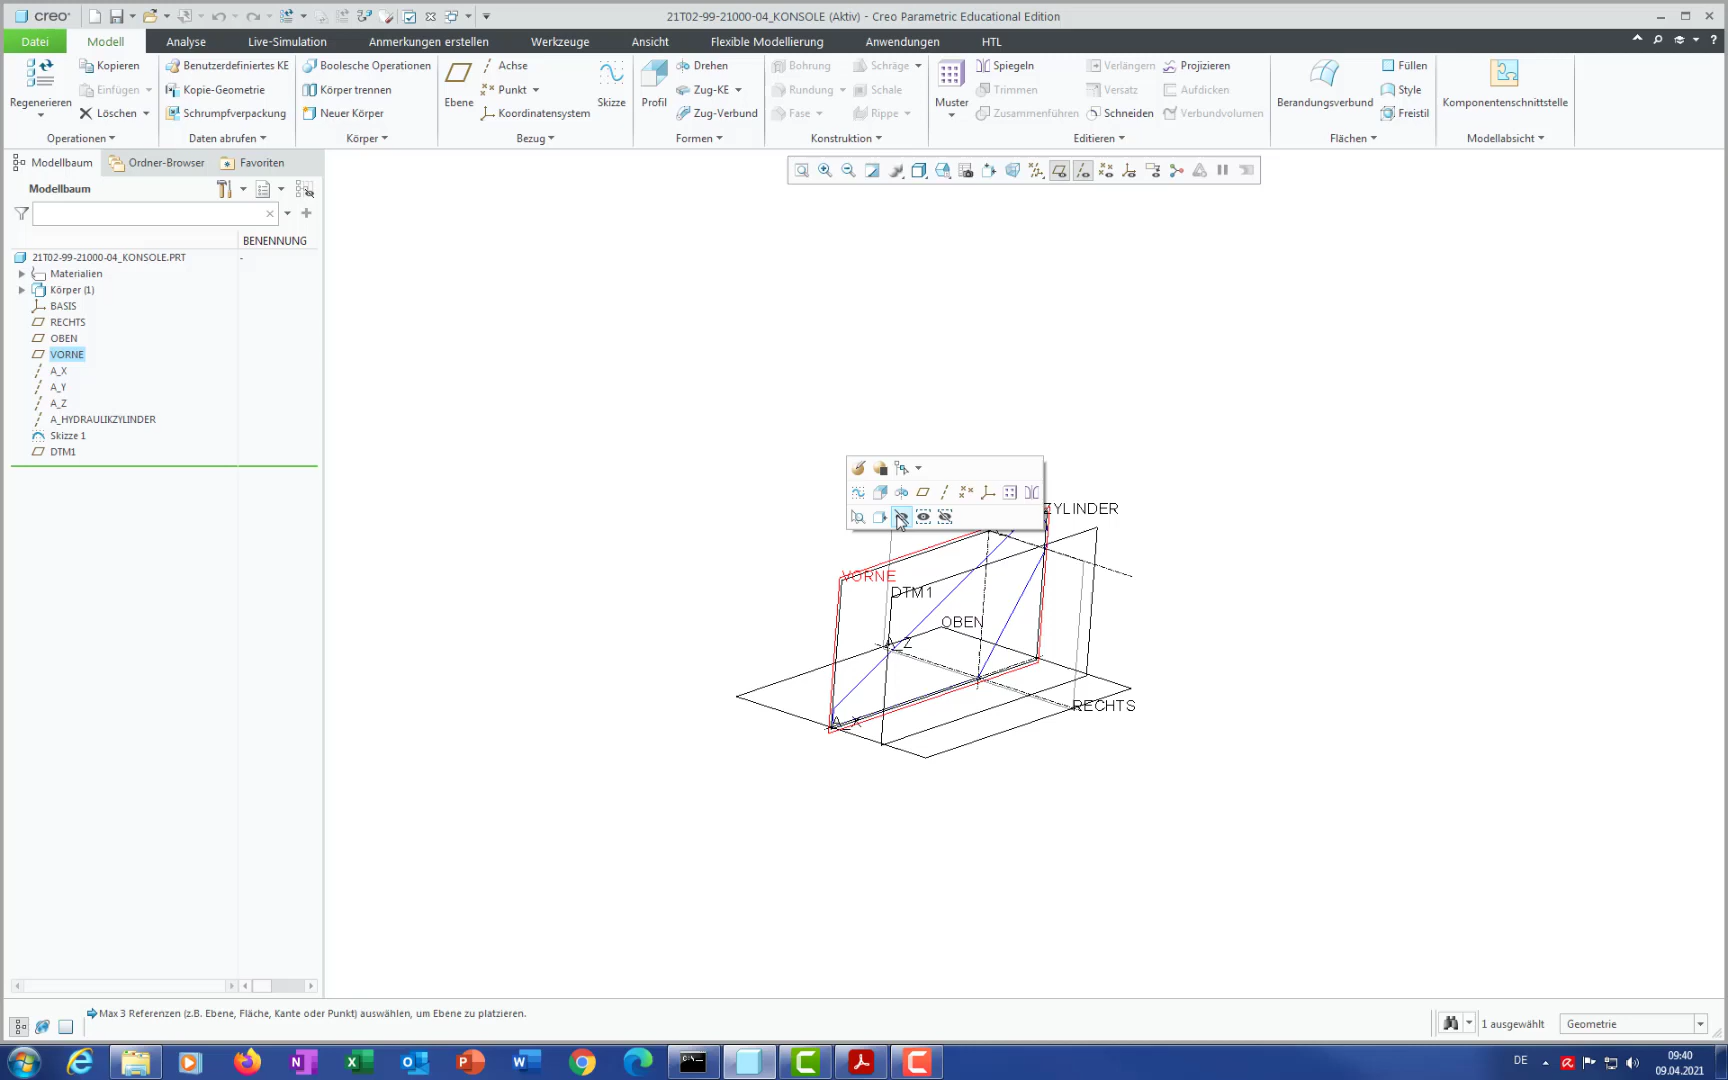 creo
21T02-99-21000-04_KONSOLE (Aktiv) - Creo Parametric Educational Edition
Datei Modell Analyse Live-Simulation Anmerkungen erstellen Werkzeuge Ansicht Flexible Modellierung Anwendungen HTL
Kopieren Benutzerdefiniertes KE Boolesche Operationen Achse Drehen Bohrung Schräge Spiegeln Verlängern Projizieren Füllen
Einfügen Kopie-Geometrie Körper trennen Punkt Zug-KE Rundung Schale Trimmen Versatz Aufdicken Style
Regenerieren Ebene Skizze Profil Muster Berandungsverbund Komponentenschnittstelle
Löschen Schrumpfverpackung Neuer Körper Koordinatensystem Zug-Verbund Fase Rippe Zusammenführen Schneiden Verbundvolumen Freistil
Operationen Daten abrufen Körper Bezug Formen Konstruktion Editieren Flächen Modellabsicht
Modellbaum Ordner-Browser Favoriten
Modellbaum
BENENNUNG
21T02-99-21000-04_KONSOLE.PRT -
Materialien
Körper (1)
BASIS
RECHTS
OBEN
VORNE
A_X
A_Y
A_Z
A_HYDRAULIKZYLINDER
Skizze 1
DTM1
ZYLINDER
VORNE
DTM1
OBEN
A_Z
RECHTS
A_X
Max 3 Referenzen (z.B. Ebene, Fläche, Kante oder Punkt) auswählen, um Ebene zu platzieren.
1 ausgewählt Geometrie
DE
09:40
09.04.2021